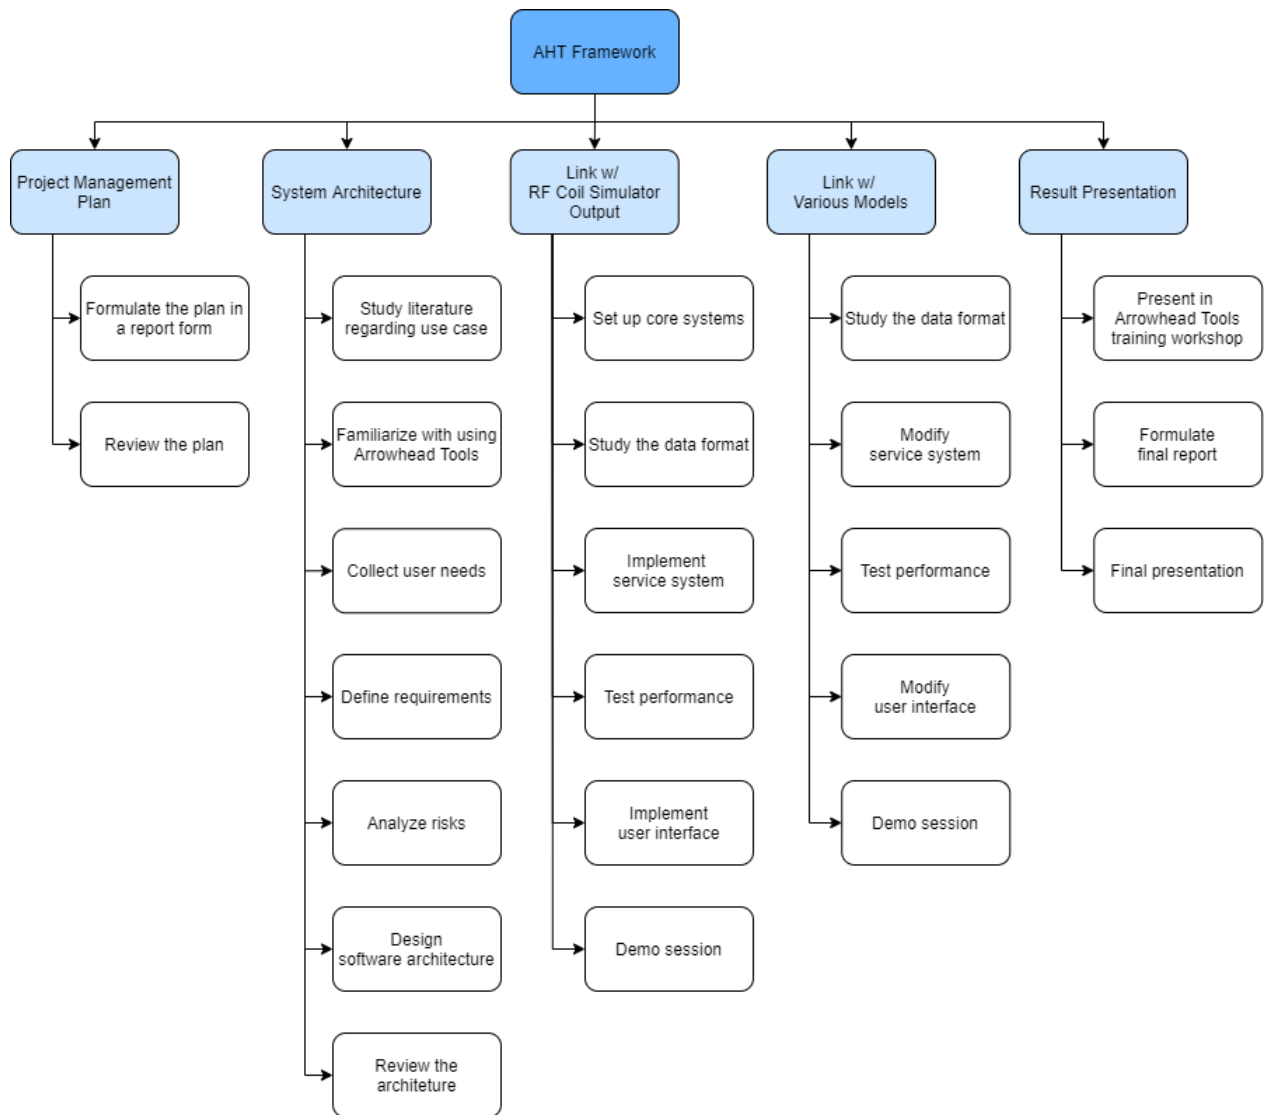 AHT Framework
Project Management
Plan
System Architecture
Link w/
RF Coil Simulator
Output
Link w/
Various Models
Result Presentation
Formulate the plan in
a report form
Review the plan
Study literature
regarding use case
Familiarize with using
Arrowhead Tools
Collect user needs
Define requirements
Analyze risks
Design
software architecture
Review the
architeture
Set up core systems
Study the data format
Implement
service system
Test performance
Implement
user interface
Demo session
Study the data format
Modify
service system
Test performance
Modify
user interface
Demo session
Present in
Arrowhead Tools
training workshop
Formulate
final report
Final presentation